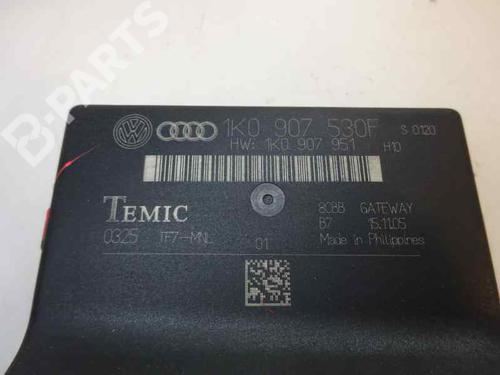 B-PARTS
1K0 907 530F S 0120
HW: 1K0 907 951 H10
TEMIC
8CBB GATEWAY
B7 15.11.05
0325 TF7-MNL 01 Made in Philippines